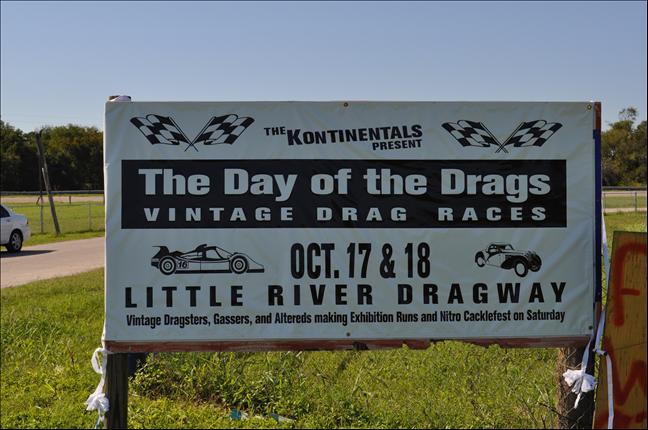 THE KONTINENTALS
PRESENT
The Day of the Drags
VINTAGE DRAG RACES
16
OCT. 17 & 18
LITTLE RIVER DRAGWAY
Vintage Dragsters, Gassers, and Altereds making Exhibition Runs and Nitro Cacklefest on Saturday